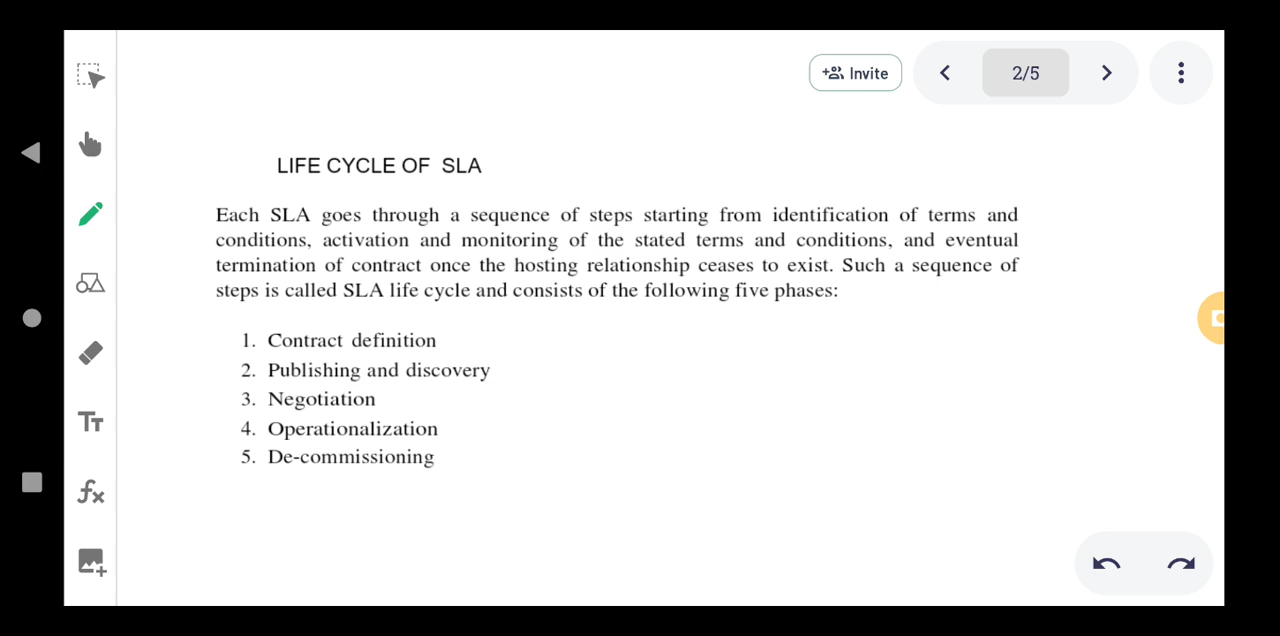 Invite
2/5
LIFE CYCLE OF SLA
Each SLA goes through a sequence of steps starting from identification of terms and
conditions, activation and monitoring of the stated terms and conditions, and eventual
termination of contract once the hosting relationship ceases to exist. Such a sequence of
steps is called SLA life cycle and consists of the following five phases:
1. Contract definition
2. Publishing and discovery
3. Negotiation
4. Operationalization
5. De-commissioning
TT
fx